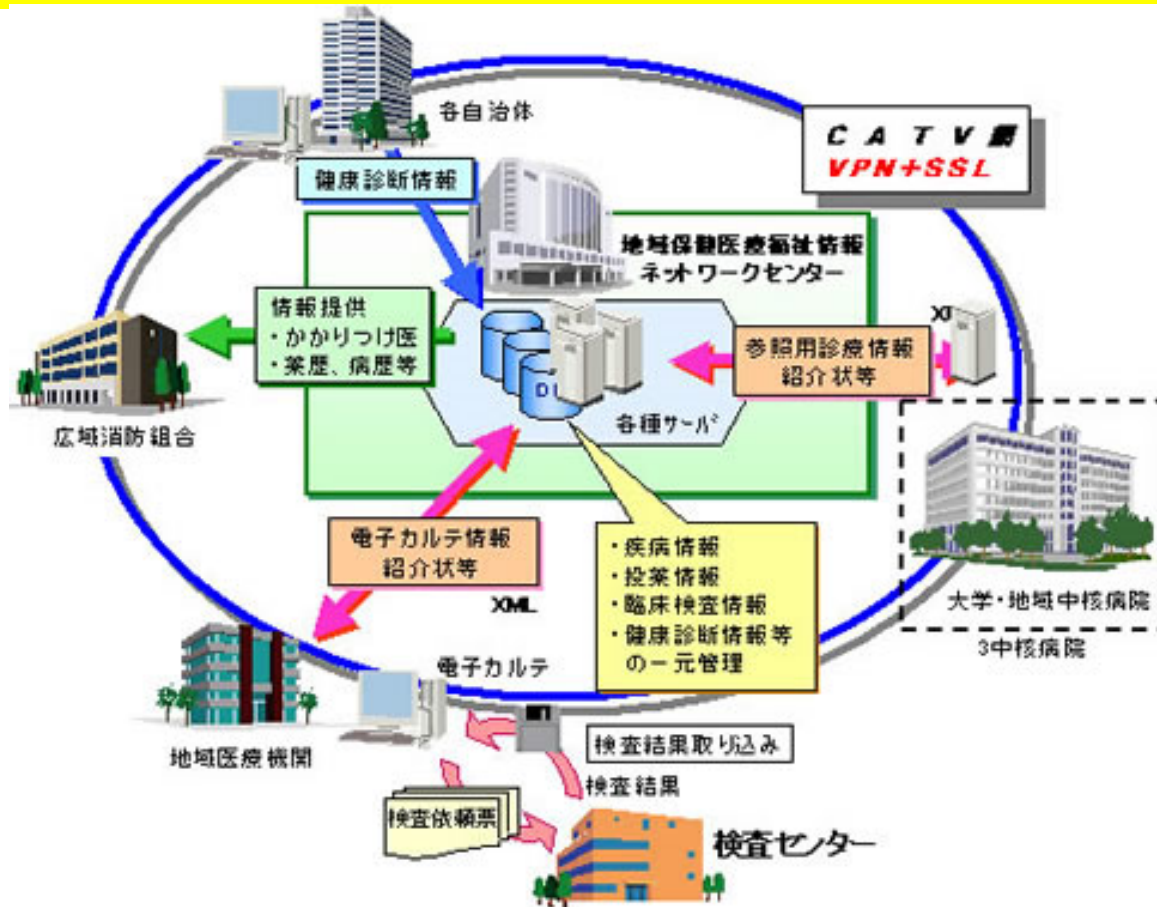 各自治体
CATV網
VPN+SSL
健康診断情報
地域保健医療福祉情報
ネットワークセンター
情報提供
・かかりつけ医
・薬歴、病歴等
参照用診療情報
紹介状等
各種サーバ
広域消防組合
電子カルテ情報
紹介状等
XML
・疾病情報
・投薬情報
・臨床検査情報
・健康診断情報等
の一元管理
大学・地域中核病院
3中核病院
電子カルテ
地域医療機関
検査結果取り込み
検査結果
検査依頼票
検査センター